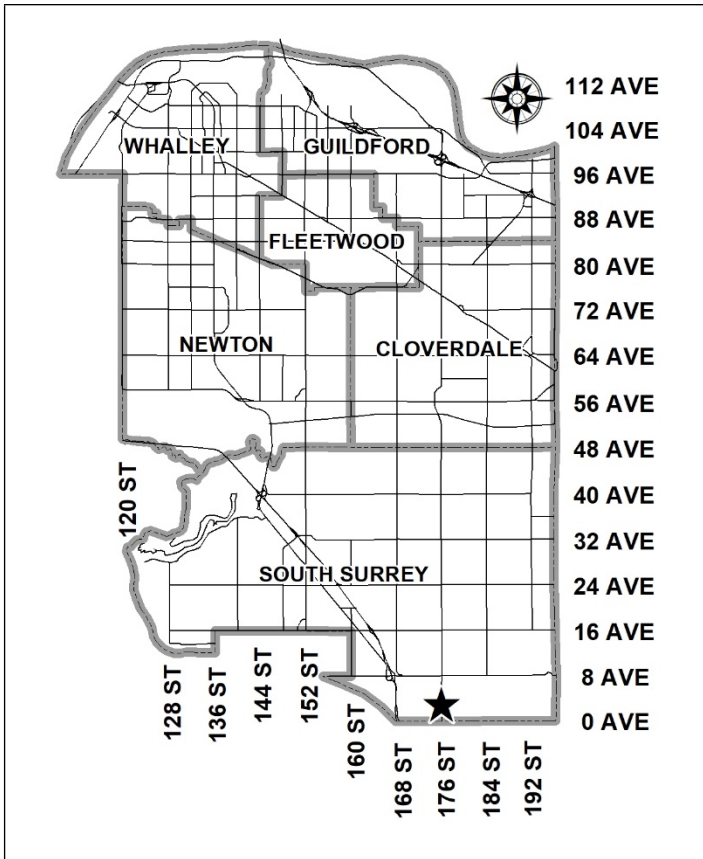 112 AVE
104 AVE
WHALLEY
GUILDFORD
96 AVE
88 AVE
FLEETWOOD
80 AVE
72 AVE
NEWTON
CLOVERDALE
64 AVE
56 AVE
48 AVE
120 ST
40 AVE
32 AVE
SOUTH SURREY
24 AVE
16 AVE
128 ST
136 ST
144 ST
152 ST
160 ST
8 AVE
0 AVE
168 ST
176 ST
184 ST
192 ST